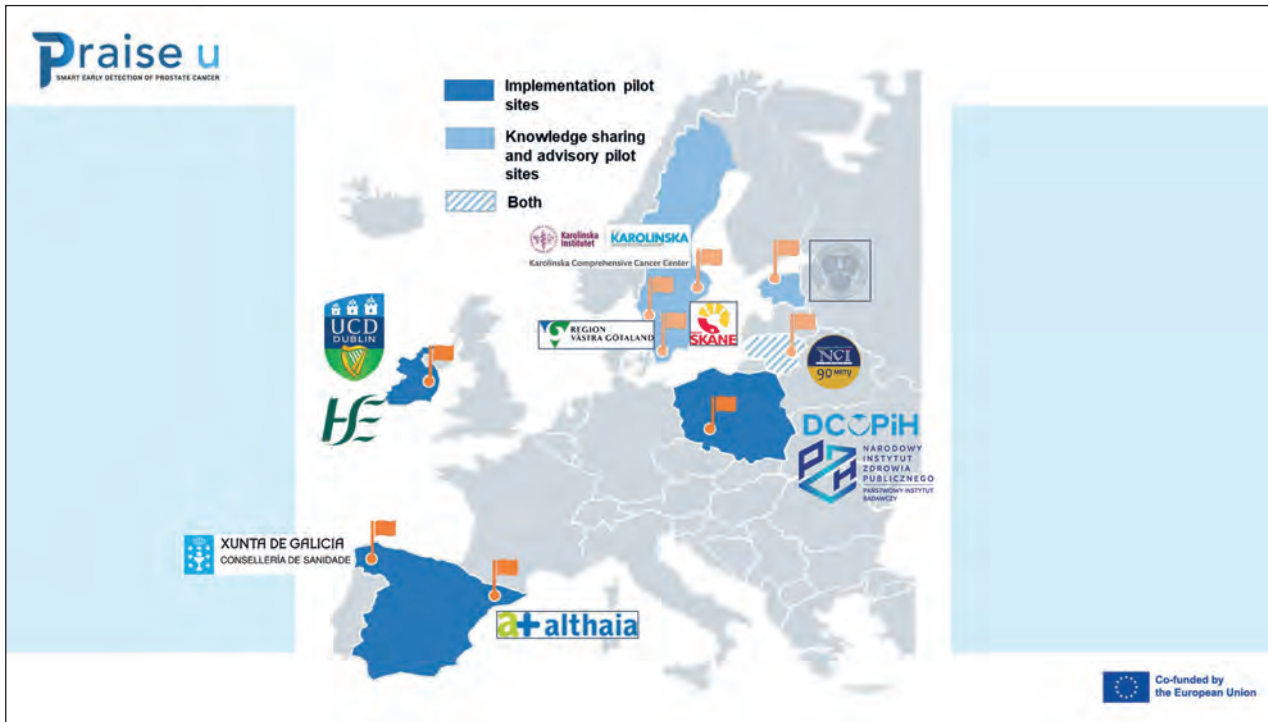 Praise u
SMART EARLY DETECTION OF PROSTATE CANCER
Implementation pilot
sites
Knowledge sharing
and advisory pilot
sites
Both
Karolinska
Institutet
KAROLINSKA
Karolinska Comprehensive Cancer Center
UCD
DUBLIN
REGION
VÄSTRA GÖTALAND
SKÅNE
NCI
90 METŲ
HSE
DCOPiH
PZH
NARODOWY
INSTYTUT
ZDROWIA
PUBLICZNEGO
PAŃSTWOWY INSTYTUT
BADAWCZY
XUNTA DE GALICIA
CONSELLERÍA DE SANIDADE
a+ althaia
Co-funded by
the European Union